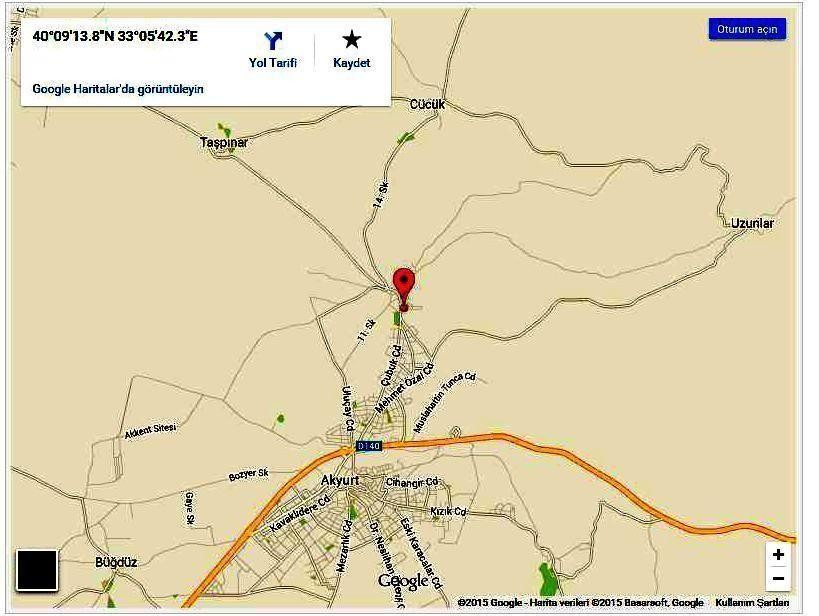 40°09'13.8"N 33°05'42.3"E
Yol Tarifi
Kaydet
Google Haritalar'da görüntüleyin
Oturum açın
Cücük
Taşpınar
14. Sk
Uzunlar
11. Sk
Çubuk Cd
Mehmet Özal Cd
Muslahattin Tunca Cd
Uluçay Cd
Akkent Sitesi
D140
Bozyer Sk
Akyurt
Cihangir Cd
Gaye Sk
Kavaklıdere Cd
Kızık Cd
Mezarlık Cd
Eski Karacalar Cd
Büğdüz
Google
+
−
©2015 Google - Harita verileri ©2015 Basarsoft, Google Kullanım Şartları